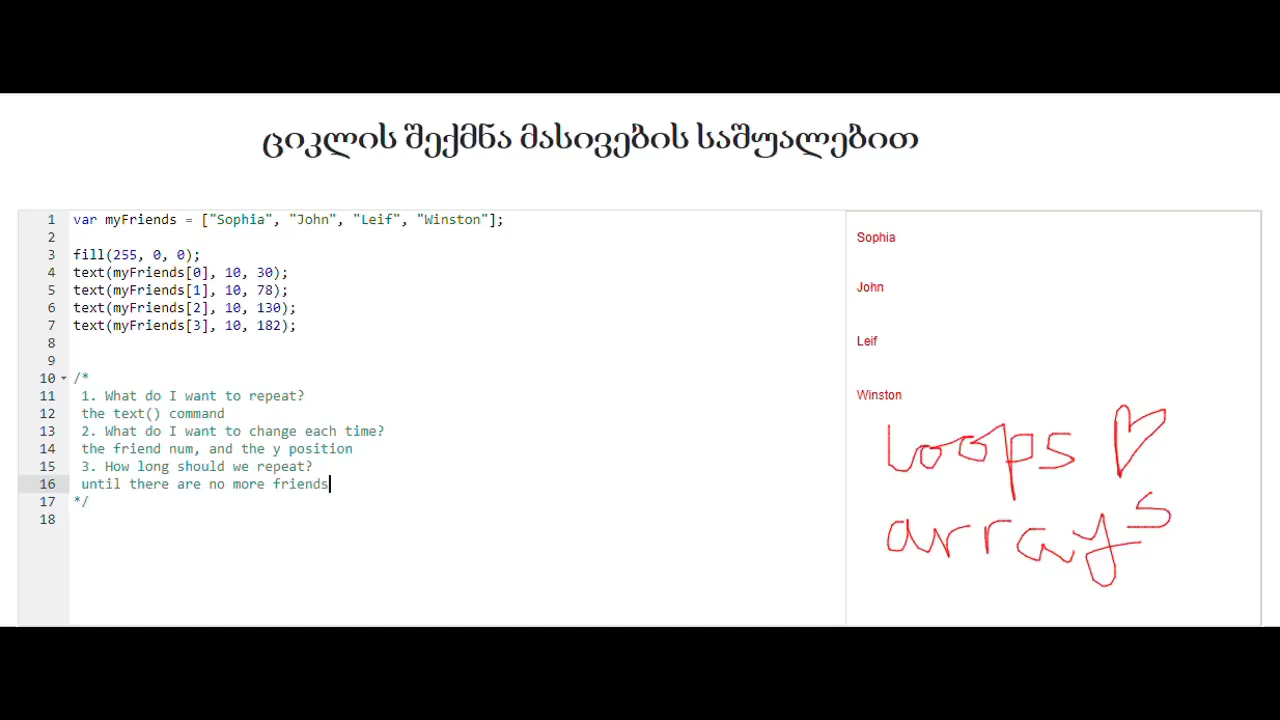 ციკლის შექმნა მასივების საშუალებით
1 var myFriends = ["Sophia", "John", "Leif", "Winston"];
2
3 fill(255, 0, 0);
4 text(myFriends[0], 10, 30);
5 text(myFriends[1], 10, 78);
6 text(myFriends[2], 10, 130);
7 text(myFriends[3], 10, 182);
8
9
10 /*
11 1. What do I want to repeat?
12 the text() command
13 2. What do I want to change each time?
14 the friend num, and the y position
15 3. How long should we repeat?
16 until there are no more friends
17 */
18
Sophia
John
Leif
Winston
loops
arrays